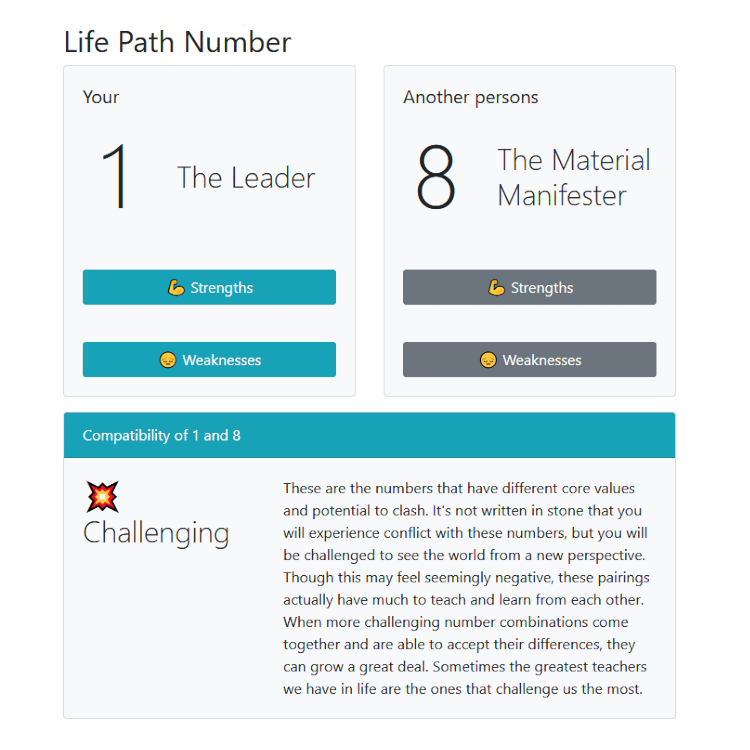 Life Path Number
Your
1
The Leader
💪 Strengths
😞 Weaknesses
Another persons
8
The Material
Manifester
💪 Strengths
😞 Weaknesses
Compatibility of 1 and 8
💥
Challenging
These are the numbers that have different core values
and potential to clash. It's not written in stone that you
will experience conflict with these numbers, but you will
be challenged to see the world from a new perspective.
Though this may feel seemingly negative, these pairings
actually have much to teach and learn from each other.
When more challenging number combinations come
together and are able to accept their differences, they
can grow a great deal. Sometimes the greatest teachers
we have in life are the ones that challenge us the most.